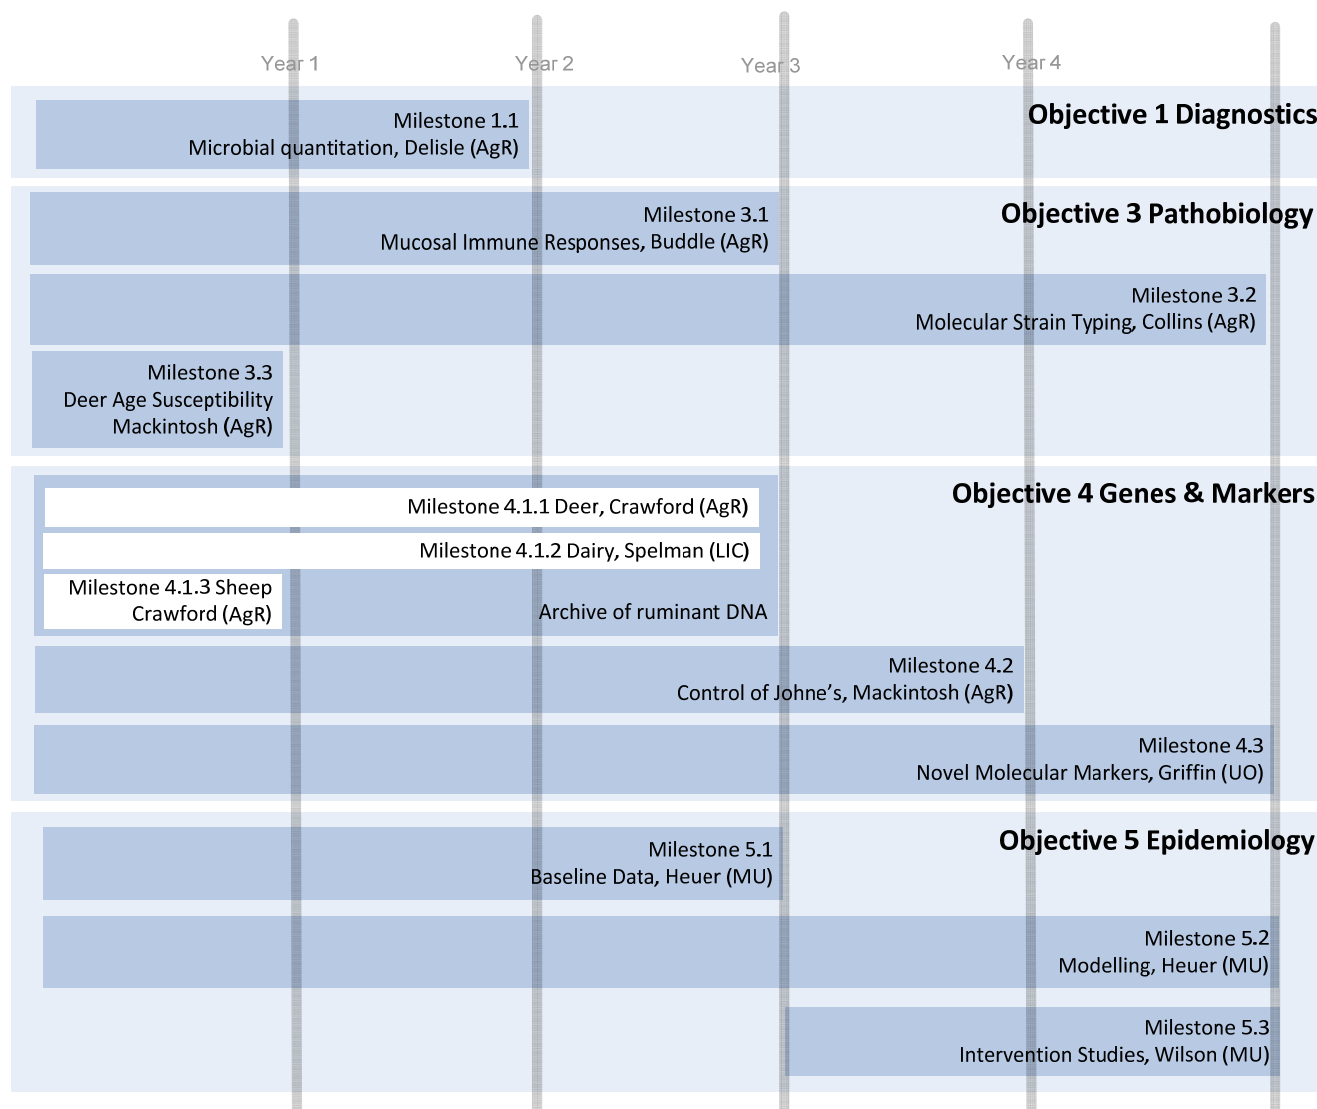 Year 1
Year 2
Year 3
Year 4
Objective 1 Diagnostics
Milestone 1.1
Microbial quantitation, Delisle (AgR)
Objective 3 Pathobiology
Milestone 3.1
Mucosal Immune Responses, Buddle (AgR)
Milestone 3.2
Molecular Strain Typing, Collins (AgR)
Milestone 3.3
Deer Age Susceptibility
Mackintosh (AgR)
Objective 4 Genes & Markers
Milestone 4.1.1 Deer, Crawford (AgR)
Milestone 4.1.2 Dairy, Spelman (LIC)
Milestone 4.1.3 Sheep
Crawford (AgR)
Archive of ruminant DNA
Milestone 4.2
Control of Johne’s, Mackintosh (AgR)
Milestone 4.3
Novel Molecular Markers, Griffin (UO)
Objective 5 Epidemiology
Milestone 5.1
Baseline Data, Heuer (MU)
Milestone 5.2
Modelling, Heuer (MU)
Milestone 5.3
Intervention Studies, Wilson (MU)